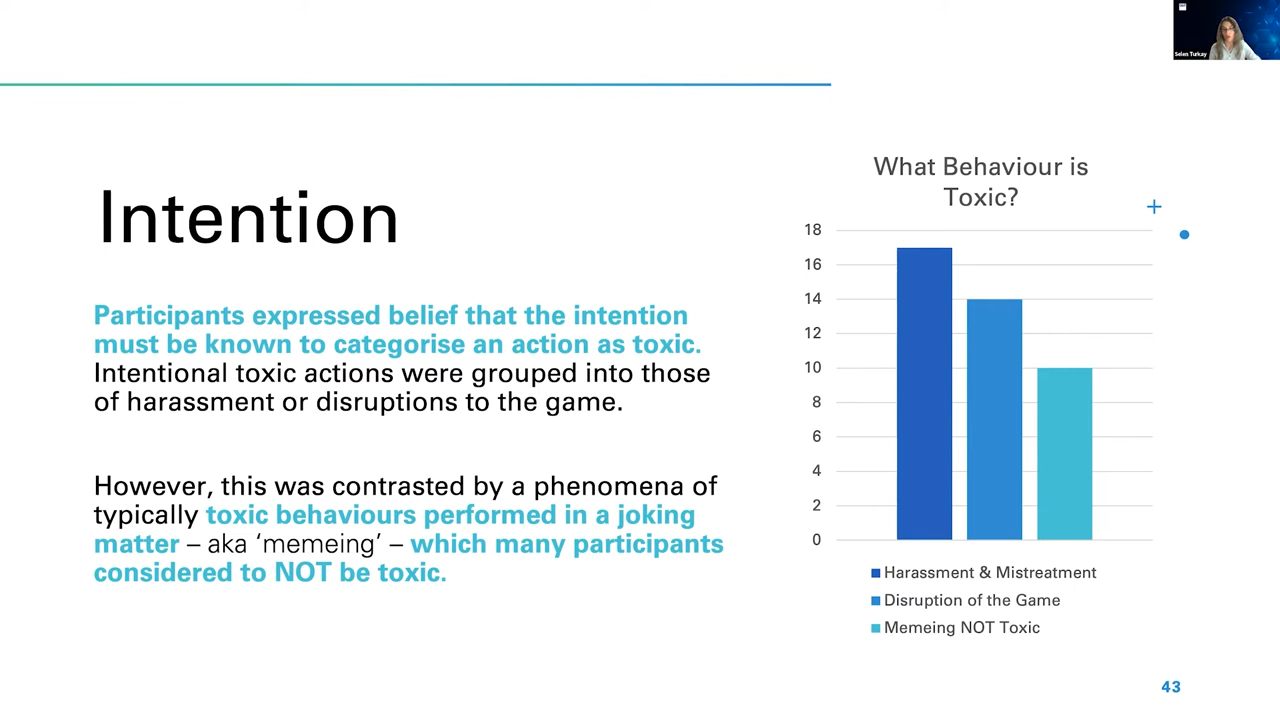 Selen Turkay
Intention
Participants expressed belief that the intention
must be known to categorise an action as toxic.
Intentional toxic actions were grouped into those
of harassment or disruptions to the game.
However, this was contrasted by a phenomena of
typically toxic behaviours performed in a joking
matter – aka ‘memeing’ – which many participants
considered to NOT be toxic.
What Behaviour is
Toxic?
18
16
14
12
10
8
6
4
2
0
Harassment & Mistreatment
Disruption of the Game
Memeing NOT Toxic
43